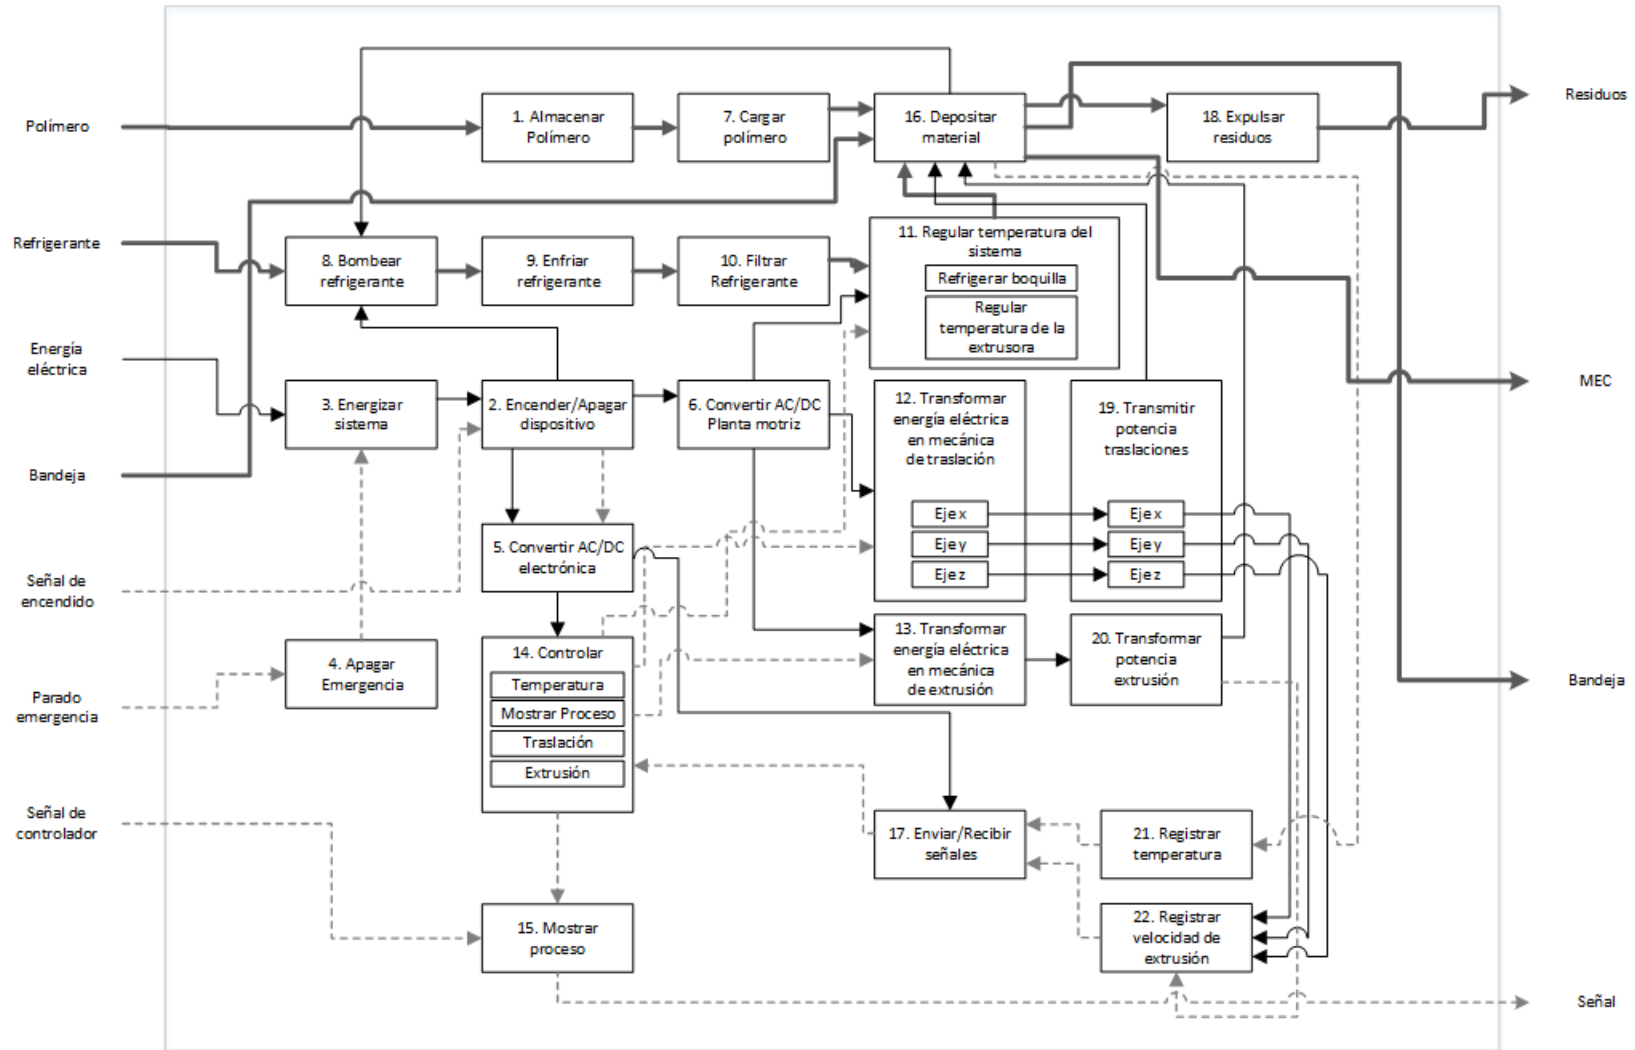 Polímero
Refrigerante
Energía
eléctrica
Bandeja
Señal de
encendido
Parado
emergencia
Señal de
controlador
1. Almacenar
Polímero
7. Cargar
polímero
16. Depositar
material
18. Expulsar
residuos
8. Bombear
refrigerante
9. Enfriar
refrigerante
10. Filtrar
Refrigerante
11. Regular temperatura del
sistema
Refrigerar boquilla
Regular
temperatura de la
extrusora
3. Energizar
sistema
2. Encender/Apagar
dispositivo
6. Convertir AC/DC
Planta motriz
12. Transformar
energía eléctrica
en mecánica
de traslación
Eje x
Eje y
Eje z
19. Transmitir
potencia
traslaciones
Eje x
Eje y
Eje z
5. Convertir AC/DC
electrónica
4. Apagar
Emergencia
14. Controlar
Temperatura
Mostrar Proceso
Traslación
Extrusión
13. Transformar
energía eléctrica
en mecánica
de extrusión
20. Transformar
potencia
extrusión
17. Enviar/Recibir
señales
21. Registrar
temperatura
15. Mostrar
proceso
22. Registrar
velocidad de
extrusión
Residuos
MEC
Bandeja
Señal